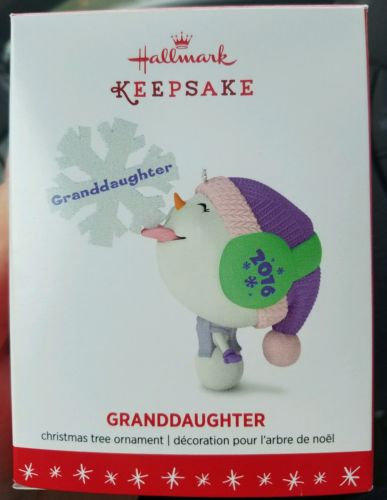 Hallmark
KEEPSAKE
Granddaughter
2016
GRANDDAUGHTER
christmas tree ornament | décoration pour l'arbre de noël